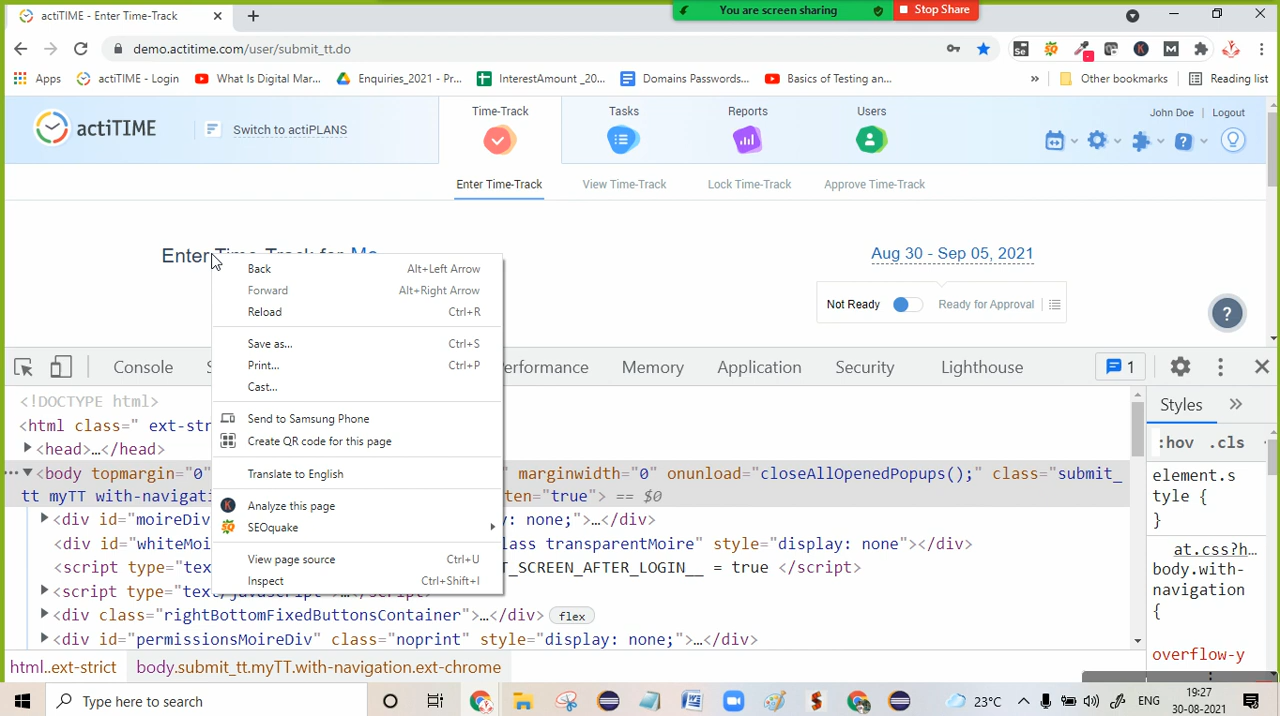 actiTIME - Enter Time-Track
You are screen sharing
Stop Share
demo.actitime.com/user/submit_tt.do
Apps
actiTIME - Login
What Is Digital Mar...
Enquiries_2021 - Pr...
InterestAmount _20...
Domains Passwords...
Basics of Testing an...
»
Other bookmarks
Reading list
actiTIME
Switch to actiPLANS
Time-Track
Tasks
Reports
Users
John Doe
Logout
Enter Time-Track
View Time-Track
Lock Time-Track
Approve Time-Track
Enter Time-Track for Me
Aug 30 - Sep 05, 2021
Not Ready
Ready for Approval
?
Back Alt+Left Arrow
Forward Alt+Right Arrow
Reload Ctrl+R
Save as... Ctrl+S
Print... Ctrl+P
Cast...
Send to Samsung Phone
Create QR code for this page
Translate to English
Analyze this page
SEOquake
View page source Ctrl+U
Inspect Ctrl+Shift+I
Console
erformance
Memory
Application
Security
Lighthouse
1
<!DOCTYPE html>
<html class=" ext-str
<head>…</head>
<body topmargin="0" marginwidth="0" onunload="closeAllOpenedPopups();" class="submit_
tt myTT with-naviga ten="true"> == $0
<div id="moireDiv y: none;">…</div>
<div id="whiteMoi lass transparentMoire" style="display: none"></div>
<script type="tex T_SCREEN_AFTER_LOGIN__ = true </script>
<script type="text/javascript">…</script>
<div class="rightBottomFixedButtonsContainer">…</div> flex
<div id="permissionsMoireDiv" class="noprint" style="display: none;">…</div>
html..ext-strict
body.submit_tt.myTT.with-navigation.ext-chrome
Styles
»
:hov .cls
element.s
tyle {
}
at.css?h…
body.with-
navigation
{
overflow-y
Type here to search
23°C
ENG
19:27
30-08-2021